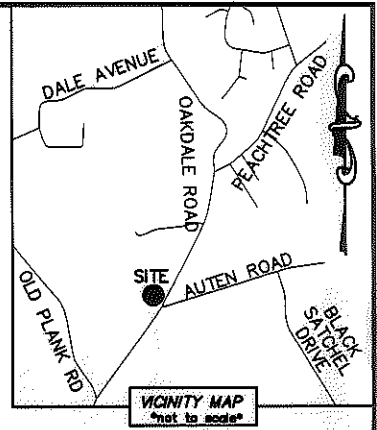 DALE AVENUE
OAKDALE ROAD
PEACHTREE ROAD
SITE
AUTEN ROAD
OLD PLANK RD
BLACK
SATCHEL
DRIVE
VICINITY MAP
*not to scale*